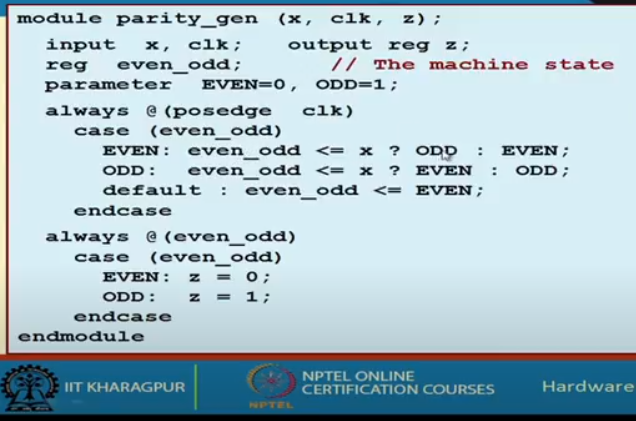 module parity_gen (x, clk, z);
input x, clk; output reg z;
reg even_odd; // The machine state
parameter EVEN=0, ODD=1;
always @(posedge clk)
case (even_odd)
EVEN: even_odd <= x ? ODD : EVEN;
ODD: even_odd <= x ? EVEN : ODD;
default : even_odd <= EVEN;
endcase
always @(even_odd)
case (even_odd)
EVEN: z = 0;
ODD: z = 1;
endcase
endmodule
IIT KHARAGPUR
NPTEL ONLINE
CERTIFICATION COURSES
NPTEL
Hardware